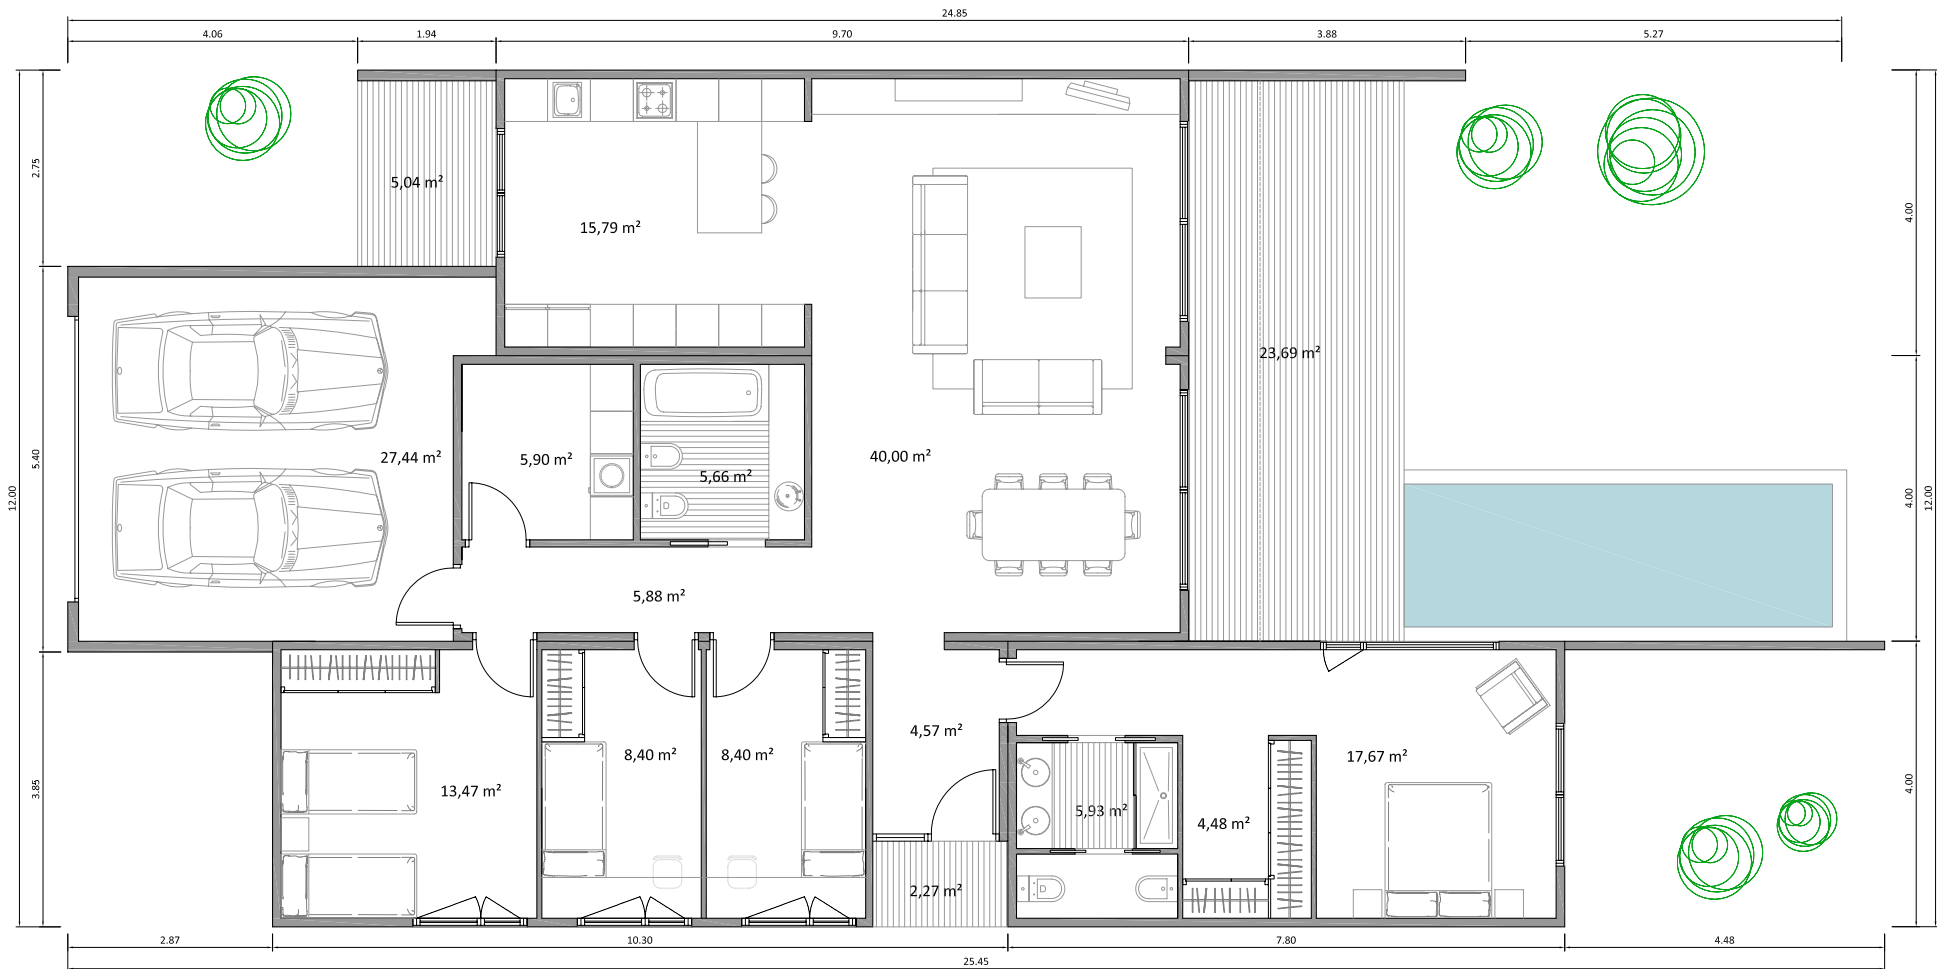 24.85
4.06 1.94 9.70 3.88 5.27
2.75
5,04 m²
15,79 m²
4.00
23,69 m²
27,44 m²
5,90 m²
5,66 m²
40,00 m²
5.40
12.00
4.00
12.00
5,88 m²
4,57 m²
8,40 m²
8,40 m²
17,67 m²
13,47 m²
3.85
4.00
5,93 m²
4,48 m²
2,27 m²
2.87 10.30 7.80 4.48
25.45